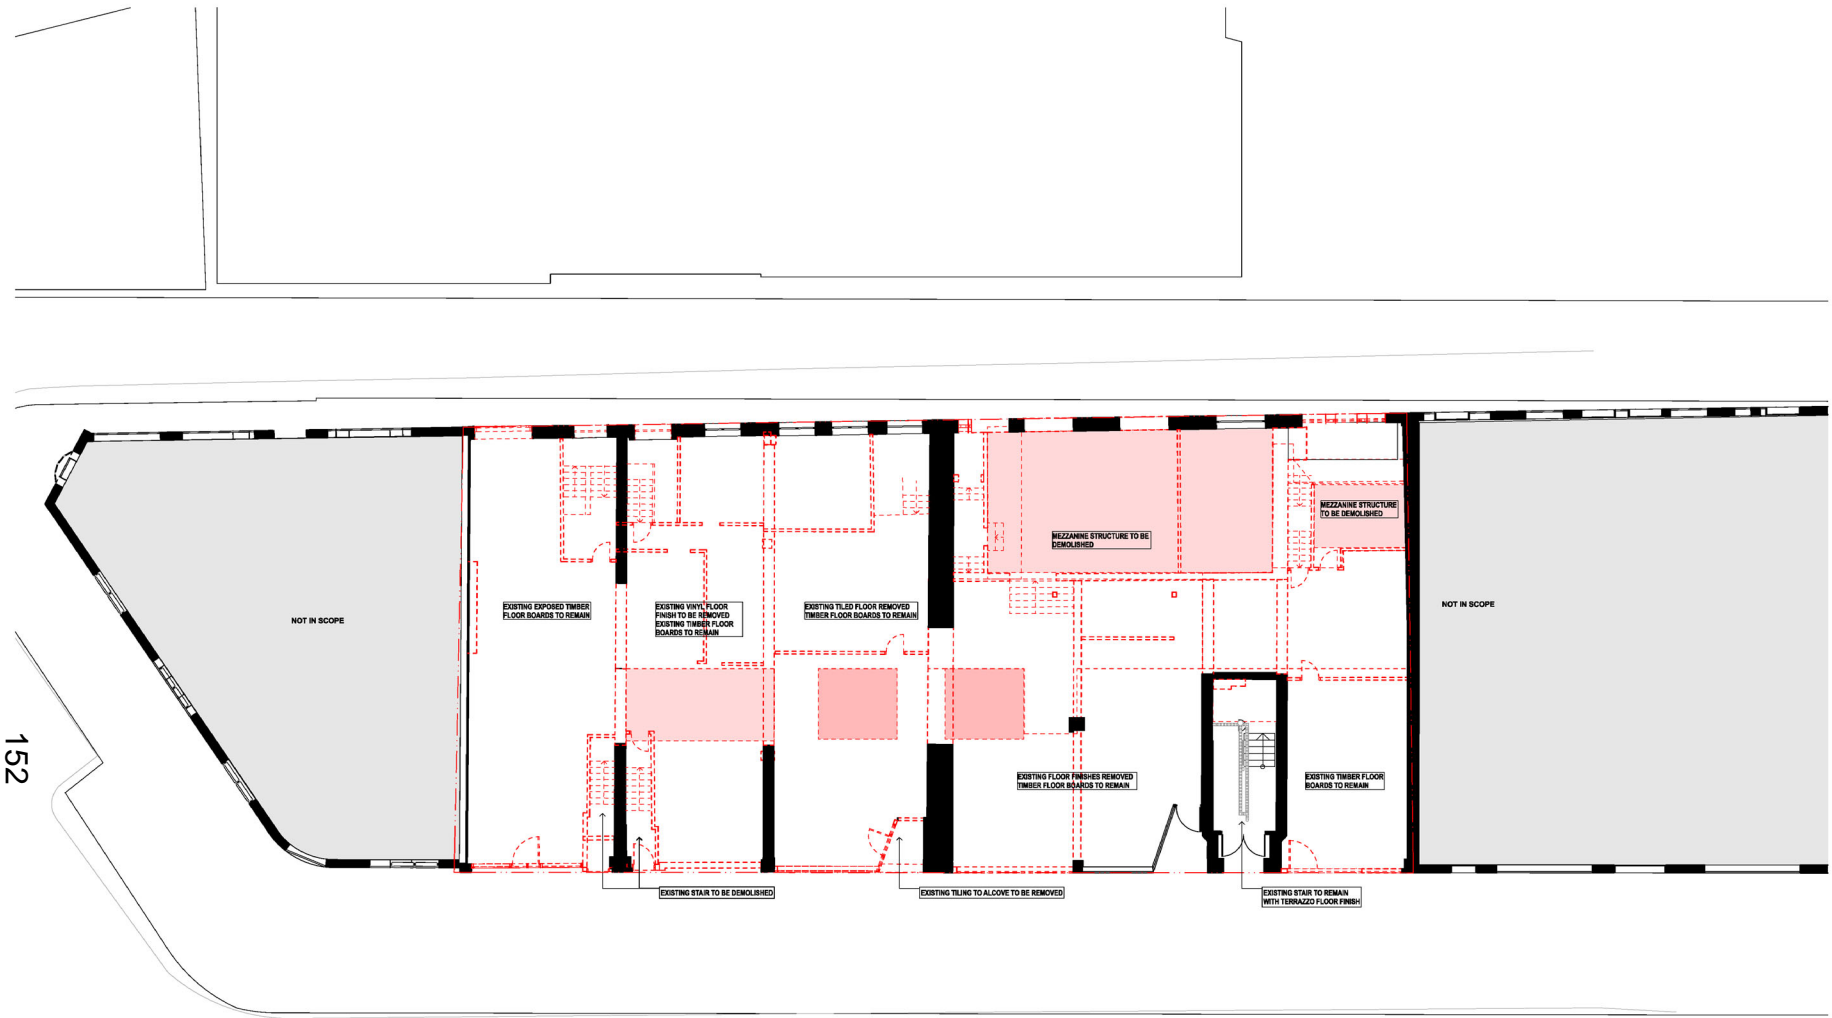 MEZZANINE STRUCTURE
TO BE DEMOLISHED
MEZZANINE STRUCTURE TO BE
DEMOLISHED
NOT IN SCOPE
EXISTING EXPOSED TIMBER
FLOOR BOARDS TO REMAIN
EXISTING VINYL FLOOR
FINISH TO BE REMOVED
EXISTING TIMBER FLOOR
BOARDS TO REMAIN
EXISTING TILED FLOOR REMOVED
TIMBER FLOOR BOARDS TO REMAIN
NOT IN SCOPE
152
EXISTING FLOOR FINISHES REMOVED
TIMBER FLOOR BOARDS TO REMAIN
EXISTING TIMBER FLOOR
BOARDS TO REMAIN
EXISTING STAIR TO BE DEMOLISHED
EXISTING TILING TO ALCOVE TO BE REMOVED
EXISTING STAIR TO REMAIN
WITH TERRAZZO FLOOR FINISH